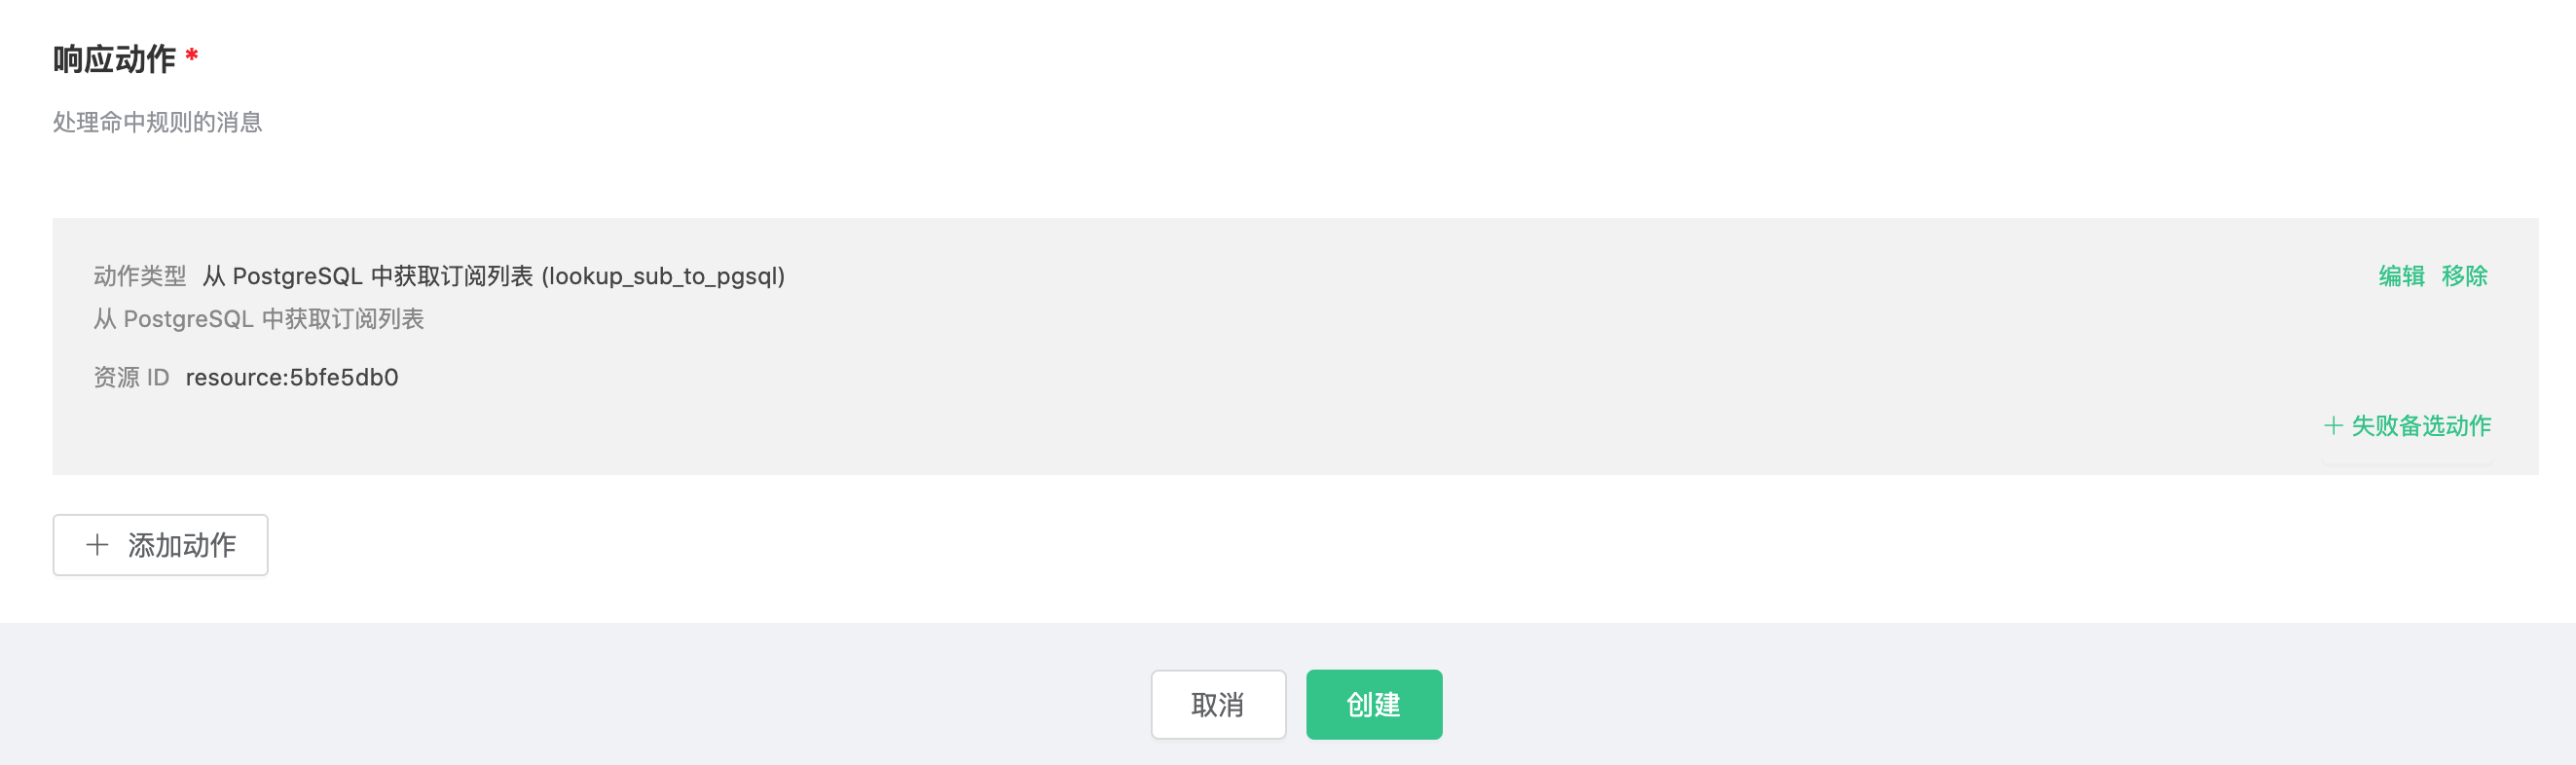 响应动作 *
处理命中规则的消息
动作类型 从 PostgreSQL 中获取订阅列表 (lookup_sub_to_pgsql) 编辑 移除
从 PostgreSQL 中获取订阅列表
资源 ID resource:5bfe5db0
+ 失败备选动作
+ 添加动作
取消 创建